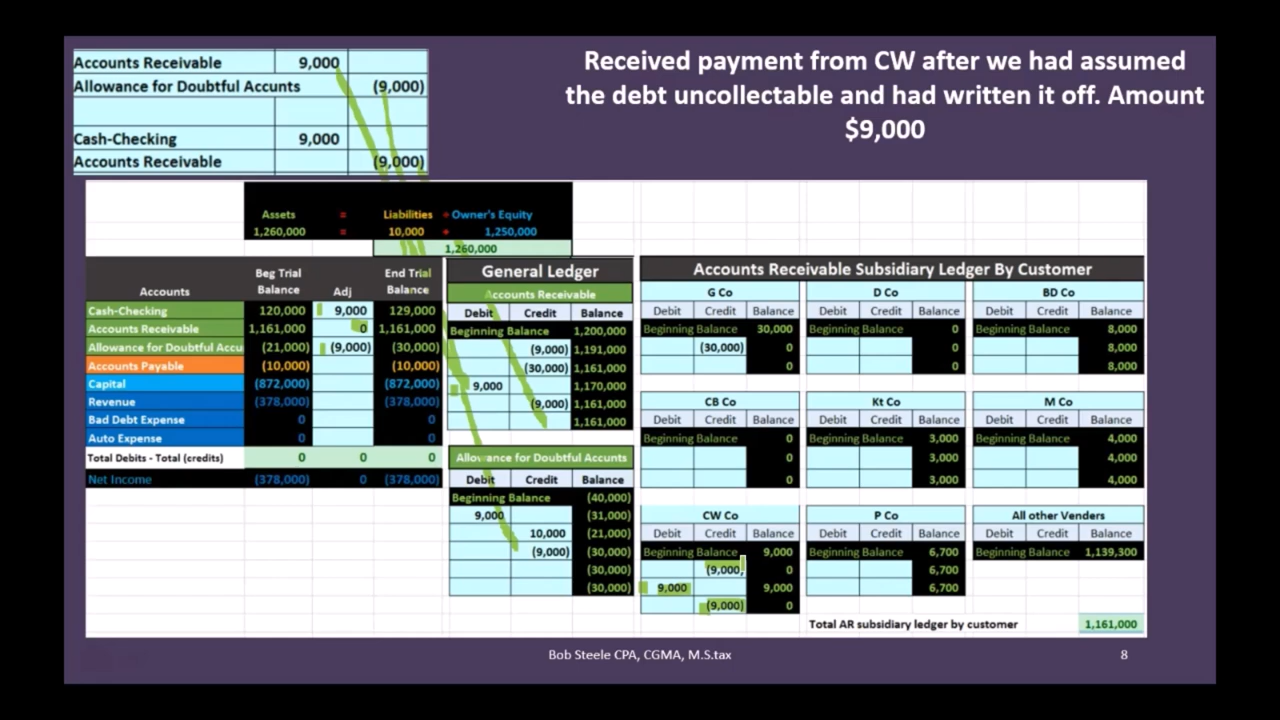 Accounts Receivable 9,000
Allowance for Doubtful Accunts (9,000)
Cash-Checking 9,000
Accounts Receivable (9,000)
Received payment from CW after we had assumed
the debt uncollectable and had written it off. Amount
$9,000
Assets = Liabilities + Owner's Equity
1,260,000 = 10,000 + 1,250,000
1,260,000
Accounts Beg Trial Balance Adj End Trial Balance
Cash-Checking 120,000 9,000 129,000
Accounts Receivable 1,161,000 0 1,161,000
Allowance for Doubtful Accu (21,000) (9,000) (30,000)
Accounts Payable (10,000) (10,000)
Capital (872,000) (872,000)
Revenue (378,000) (378,000)
Bad Debt Expense 0 0
Auto Expense 0 0
Total Debits - Total (credits) 0 0 0
Net Income (378,000) 0 (378,000)
General Ledger
Accounts Receivable
Debit Credit Balance
Beginning Balance 1,200,000
(9,000) 1,191,000
(30,000) 1,161,000
9,000 1,170,000
(9,000) 1,161,000
1,161,000
Allowance for Doubtful Accunts
Debit Credit Balance
Beginning Balance (40,000)
9,000 (31,000)
10,000 (21,000)
(9,000) (30,000)
(30,000)
(30,000)
Accounts Receivable Subsidiary Ledger By Customer
G Co
Debit Credit Balance
Beginning Balance 30,000
(30,000) 0
0
D Co
Debit Credit Balance
Beginning Balance 0
0
0
BD Co
Debit Credit Balance
Beginning Balance 8,000
8,000
8,000
CB Co
Debit Credit Balance
Beginning Balance 0
0
0
Kt Co
Debit Credit Balance
Beginning Balance 3,000
3,000
3,000
M Co
Debit Credit Balance
Beginning Balance 4,000
4,000
4,000
CW Co
Debit Credit Balance
Beginning Balance 9,000
(9,000) 0
9,000 9,000
(9,000) 0
P Co
Debit Credit Balance
Beginning Balance 6,700
6,700
6,700
All other Venders
Debit Credit Balance
Beginning Balance 1,139,300
Total AR subsidiary ledger by customer 1,161,000
Bob Steele CPA, CGMA, M.S.tax
8